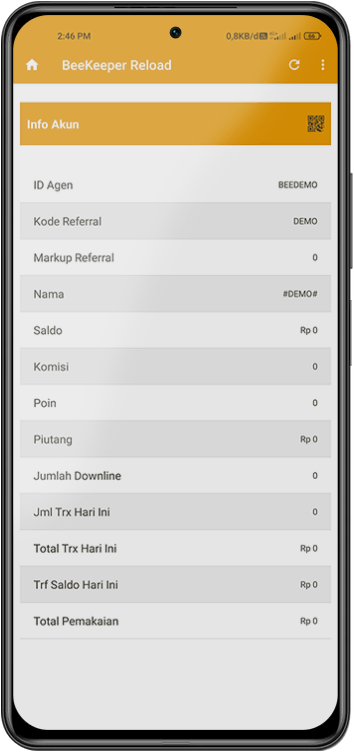 2:46 PM 0,8KB/d 66
BeeKeeper Reload
Info Akun
ID Agen BEEDEMO
Kode Referral DEMO
Markup Referral 0
Nama #DEMO#
Saldo Rp 0
Komisi 0
Poin 0
Piutang Rp 0
Jumlah Downline 0
Jml Trx Hari Ini 0
Total Trx Hari Ini Rp 0
Trf Saldo Hari Ini Rp 0
Total Pemakaian Rp 0